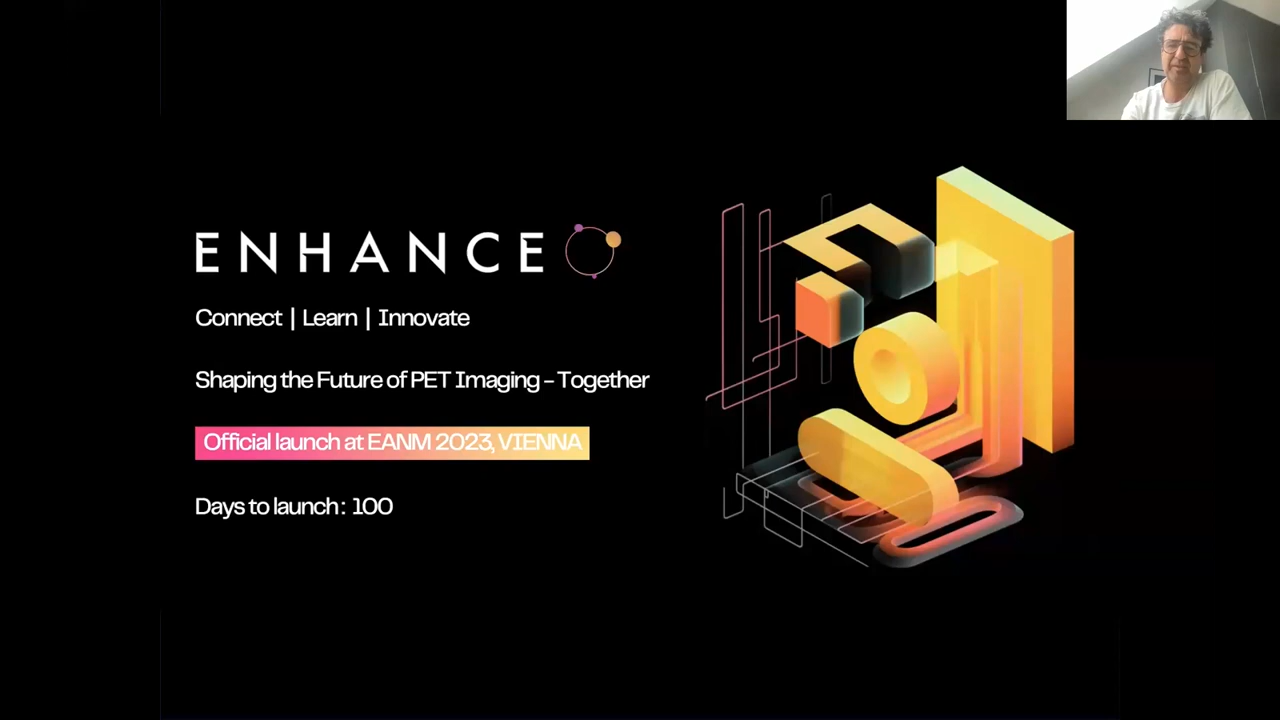 ENHANCE
Connect | Learn | Innovate
Shaping the Future of PET Imaging – Together
Official launch at EANM 2023, VIENNA
Days to launch: 100